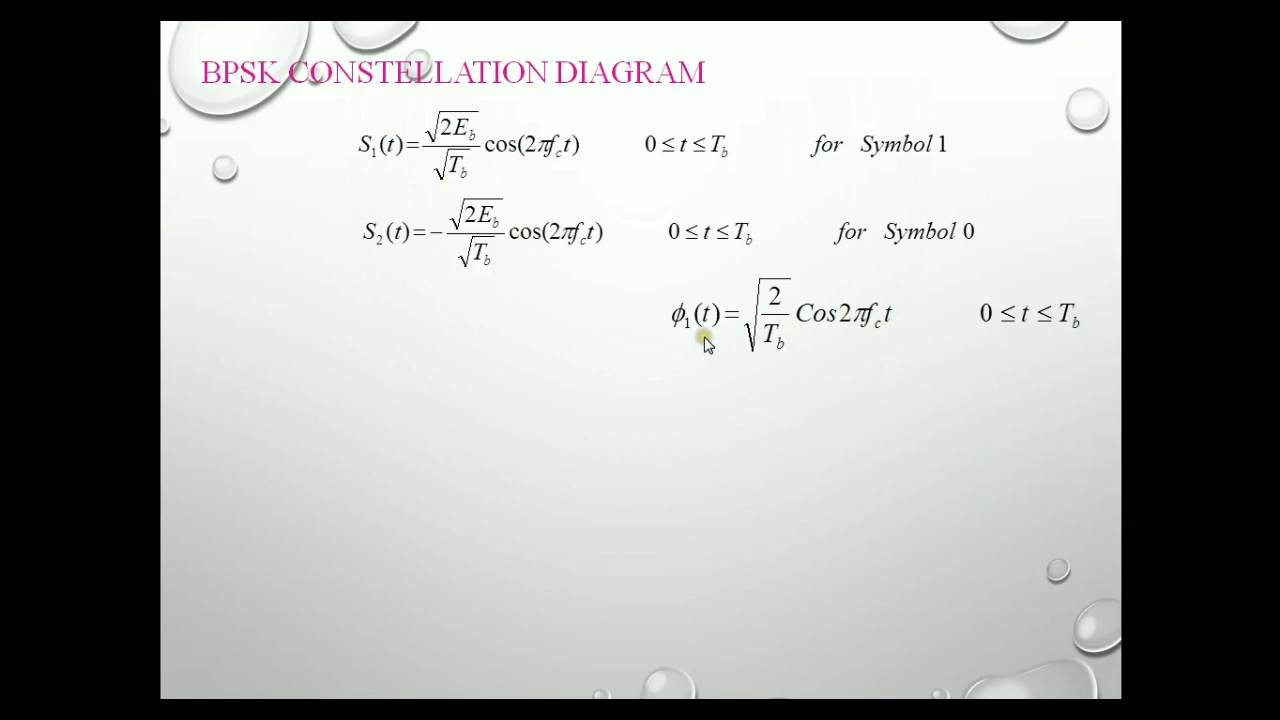 BPSK CONSTELLATION DIAGRAM
S₁(t) = √(2E_b)/√(T_b) cos(2πf_c t)    0 ≤ t ≤ T_b    for Symbol 1
S₂(t) = −√(2E_b)/√(T_b) cos(2πf_c t)    0 ≤ t ≤ T_b    for Symbol 0
ϕ₁(t) = √(2/T_b) Cos2πf_c t    0 ≤ t ≤ T_b